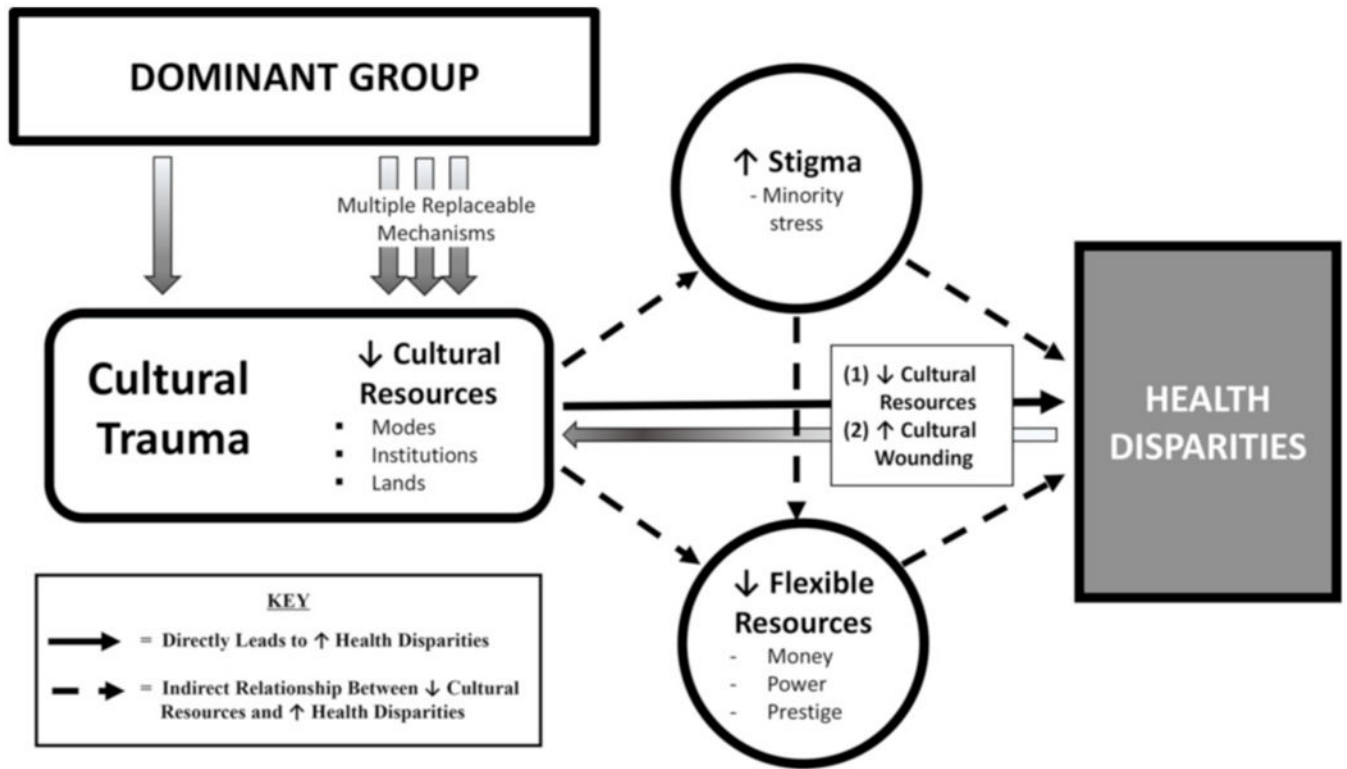 DOMINANT GROUP
Multiple Replaceable
Mechanisms
Cultural
Trauma
↓ Cultural
Resources
▪ Modes
▪ Institutions
▪ Lands
↑ Stigma
- Minority
stress
(1) ↓ Cultural
Resources
(2) ↑ Cultural
Wounding
↓ Flexible
Resources
- Money
- Power
- Prestige
HEALTH
DISPARITIES
KEY
= Directly Leads to ↑ Health Disparities
= Indirect Relationship Between ↓ Cultural
Resources and ↑ Health Disparities